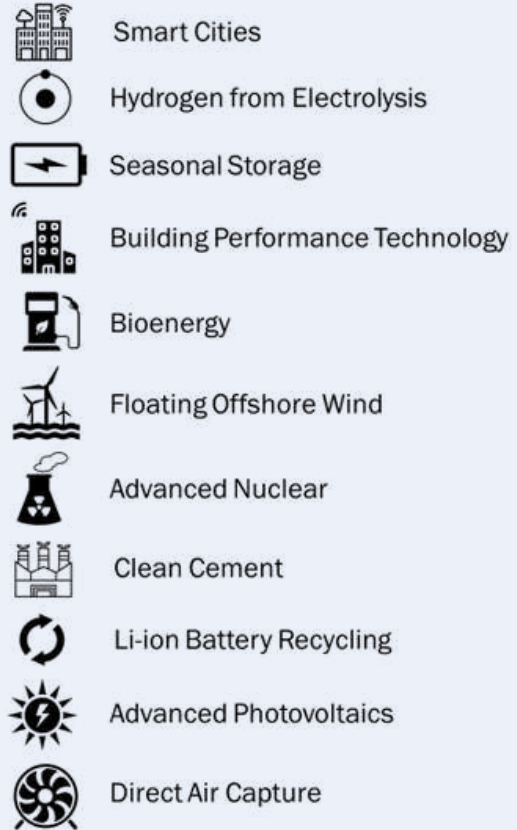 Smart Cities
Hydrogen from Electrolysis
Seasonal Storage
Building Performance Technology
Bioenergy
Floating Offshore Wind
Advanced Nuclear
Clean Cement
Li-ion Battery Recycling
Advanced Photovoltaics
Direct Air Capture